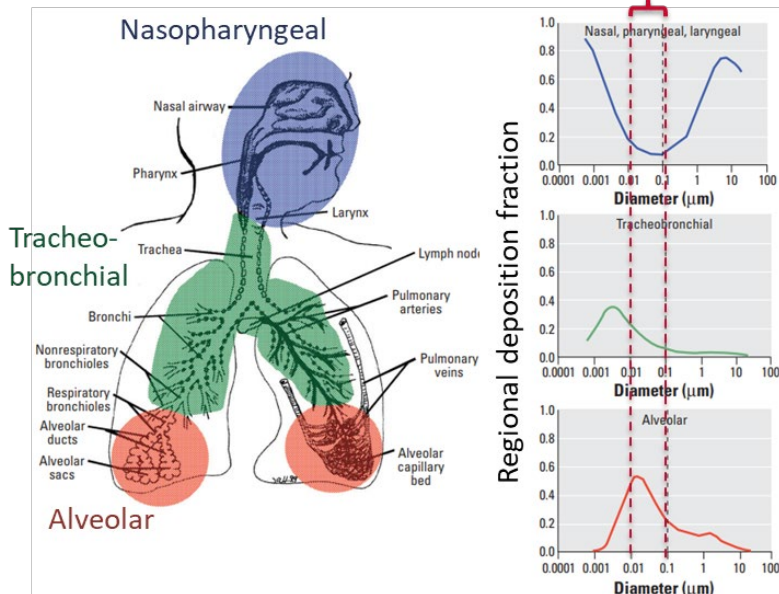 Nasopharyngeal
Nasal airway
Pharynx
Larynx
Tracheo-
bronchial
Trachea
Lymph node
Bronchi
Pulmonary
arteries
Nonrespiratory
bronchioles
Pulmonary
veins
Respiratory
bronchioles
Alveolar
ducts
Alveolar
sacs
Alveolar
capillary
bed
Alveolar
Regional deposition fraction
Nasal, pharyngeal, laryngeal
1.0
0.8
0.6
0.4
0.2
0.0
0.0001 0.001 0.01 0.1 1 10 100
Diameter (µm)
Tracheobronchial
1.0
0.8
0.6
0.4
0.2
0.0
0.0001 0.001 0.01 0.1 1 10 100
Diameter (µm)
Alveolar
1.0
0.8
0.6
0.4
0.2
0.0
0.0001 0.001 0.01 0.1 1 10 100
Diameter (µm)